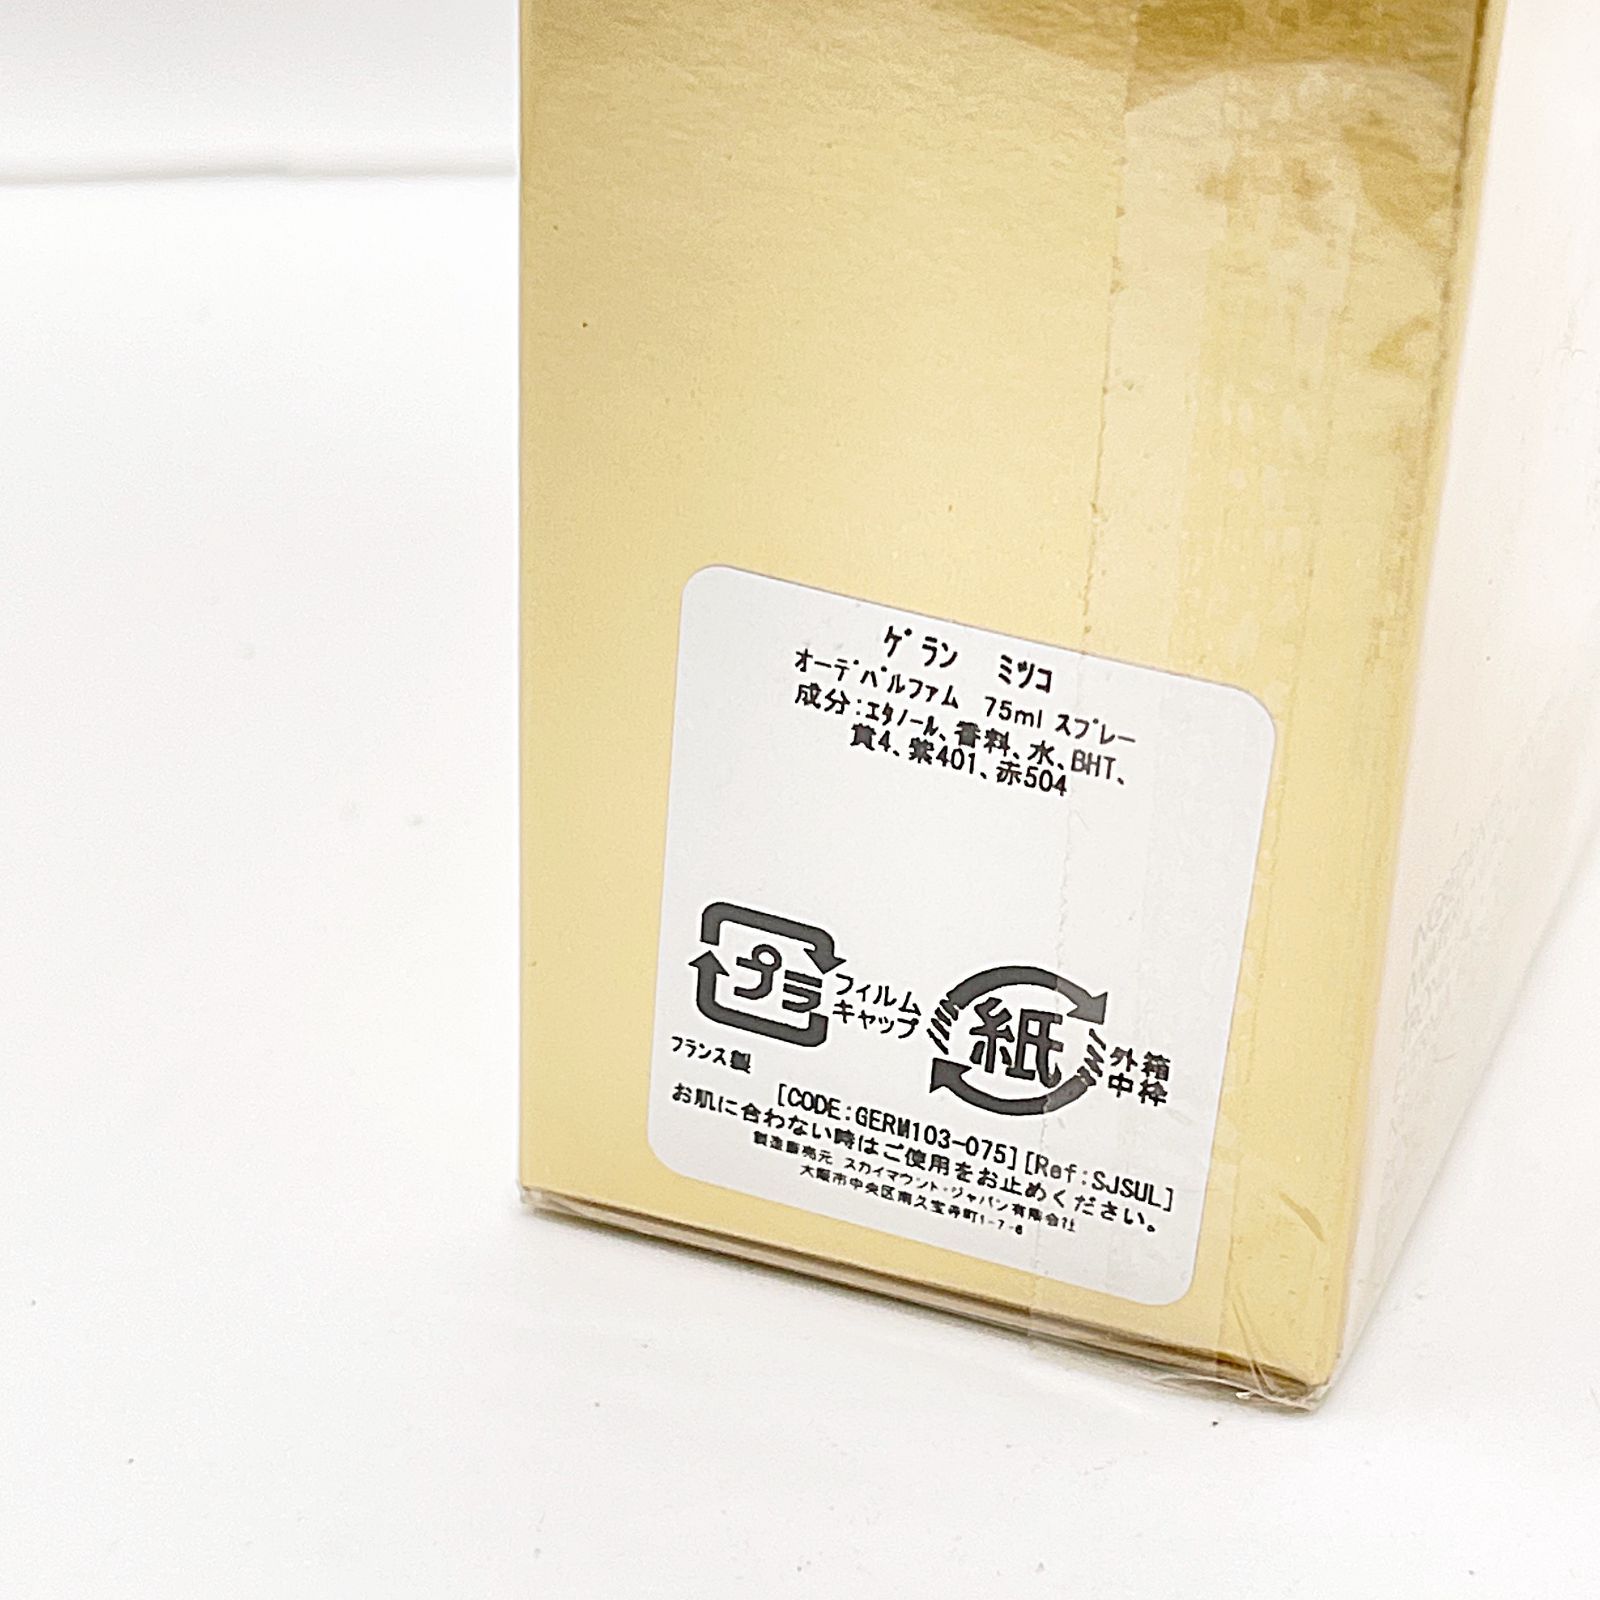 ゲラン　ミツコ
オーデパルファム　75ml スプレー
成分:エタノール、香料、水、BHT、
黄4、紫401、赤504
プラ
フィルム
キャップ
紙
外箱
中枠
フランス製
[CODE:GERM103-075][Ref:SJSUL]
お肌に合わない時はご使用をお止めください。
製造販売元 スカイマウント・ジャパン有限会社
大阪市中央区南久宝寺町1-7-6